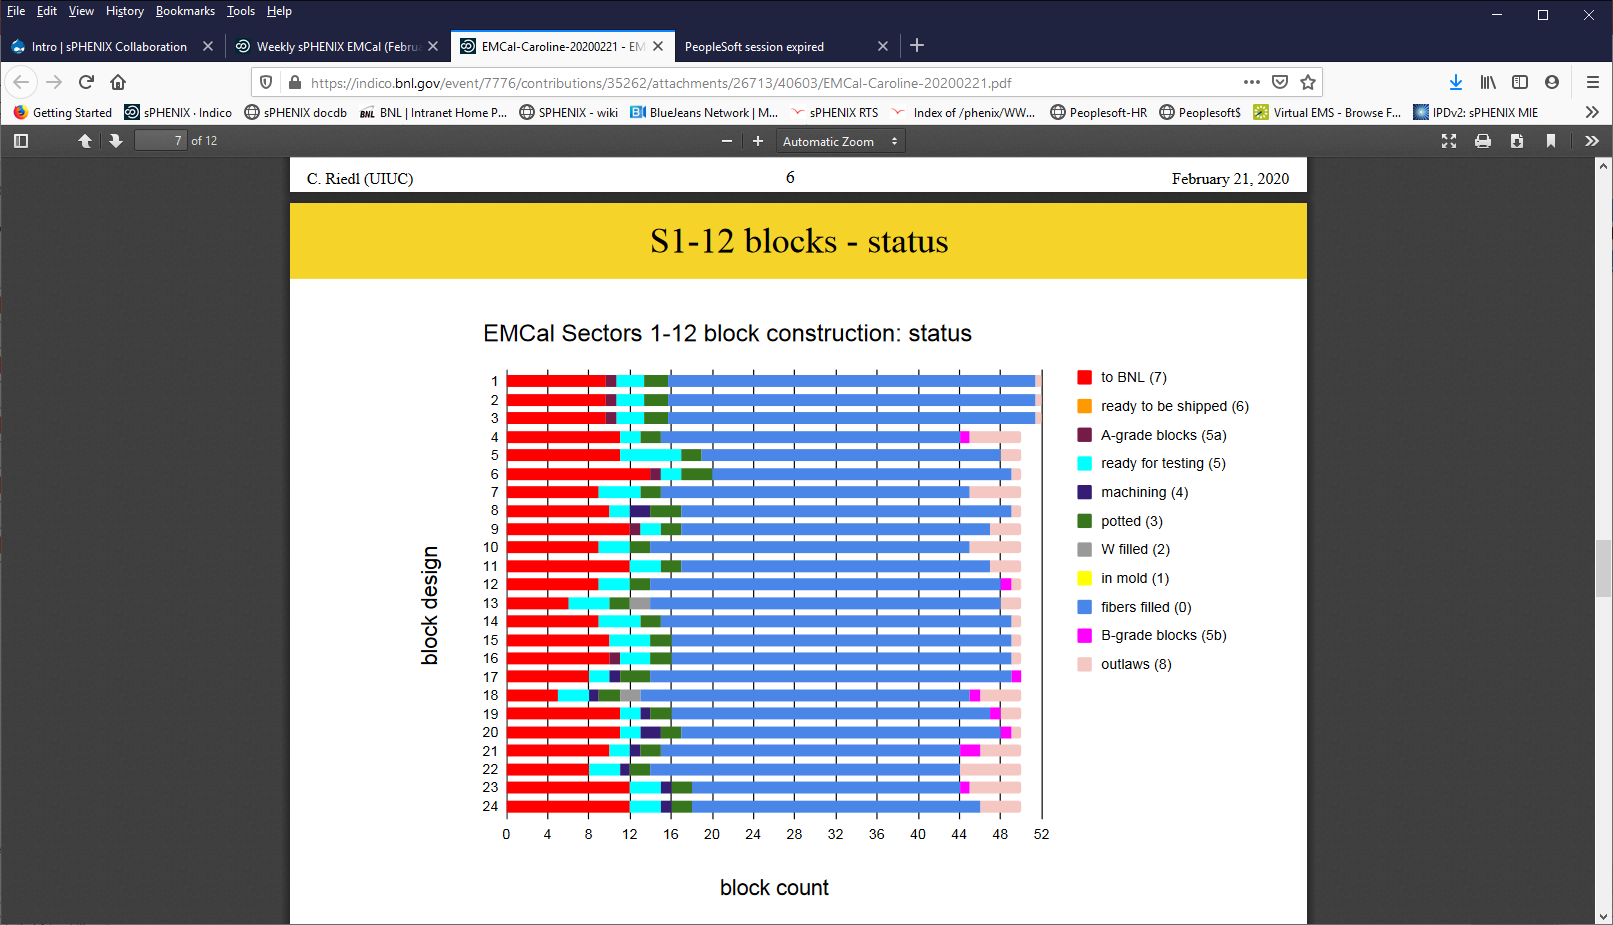 File Edit View History Bookmarks Tools Help
Intro | sPHENIX Collaboration
Weekly sPHENIX EMCal (Februa
EMCal-Caroline-20200221 - EM
PeopleSoft session expired
https://indico.bnl.gov/event/7776/contributions/35262/attachments/26713/40603/EMCal-Caroline-20200221.pdf
Getting Started sPHENIX · Indico sPHENIX docdb BNL | Intranet Home P... SPHENIX - wiki BlueJeans Network | M... sPHENIX RTS Index of /phenix/WW... Peoplesoft-HR Peoplesoft$ Virtual EMS - Browse F... IPDv2: sPHENIX MIE
7 of 12
Automatic Zoom
C. Riedl (UIUC) 6 February 21, 2020
S1-12 blocks - status
EMCal Sectors 1-12 block construction: status
block design
1
2
3
4
5
6
7
8
9
10
11
12
13
14
15
16
17
18
19
20
21
22
23
24
0 4 8 12 16 20 24 28 32 36 40 44 48 52
block count
to BNL (7)
ready to be shipped (6)
A-grade blocks (5a)
ready for testing (5)
machining (4)
potted (3)
W filled (2)
in mold (1)
fibers filled (0)
B-grade blocks (5b)
outlaws (8)